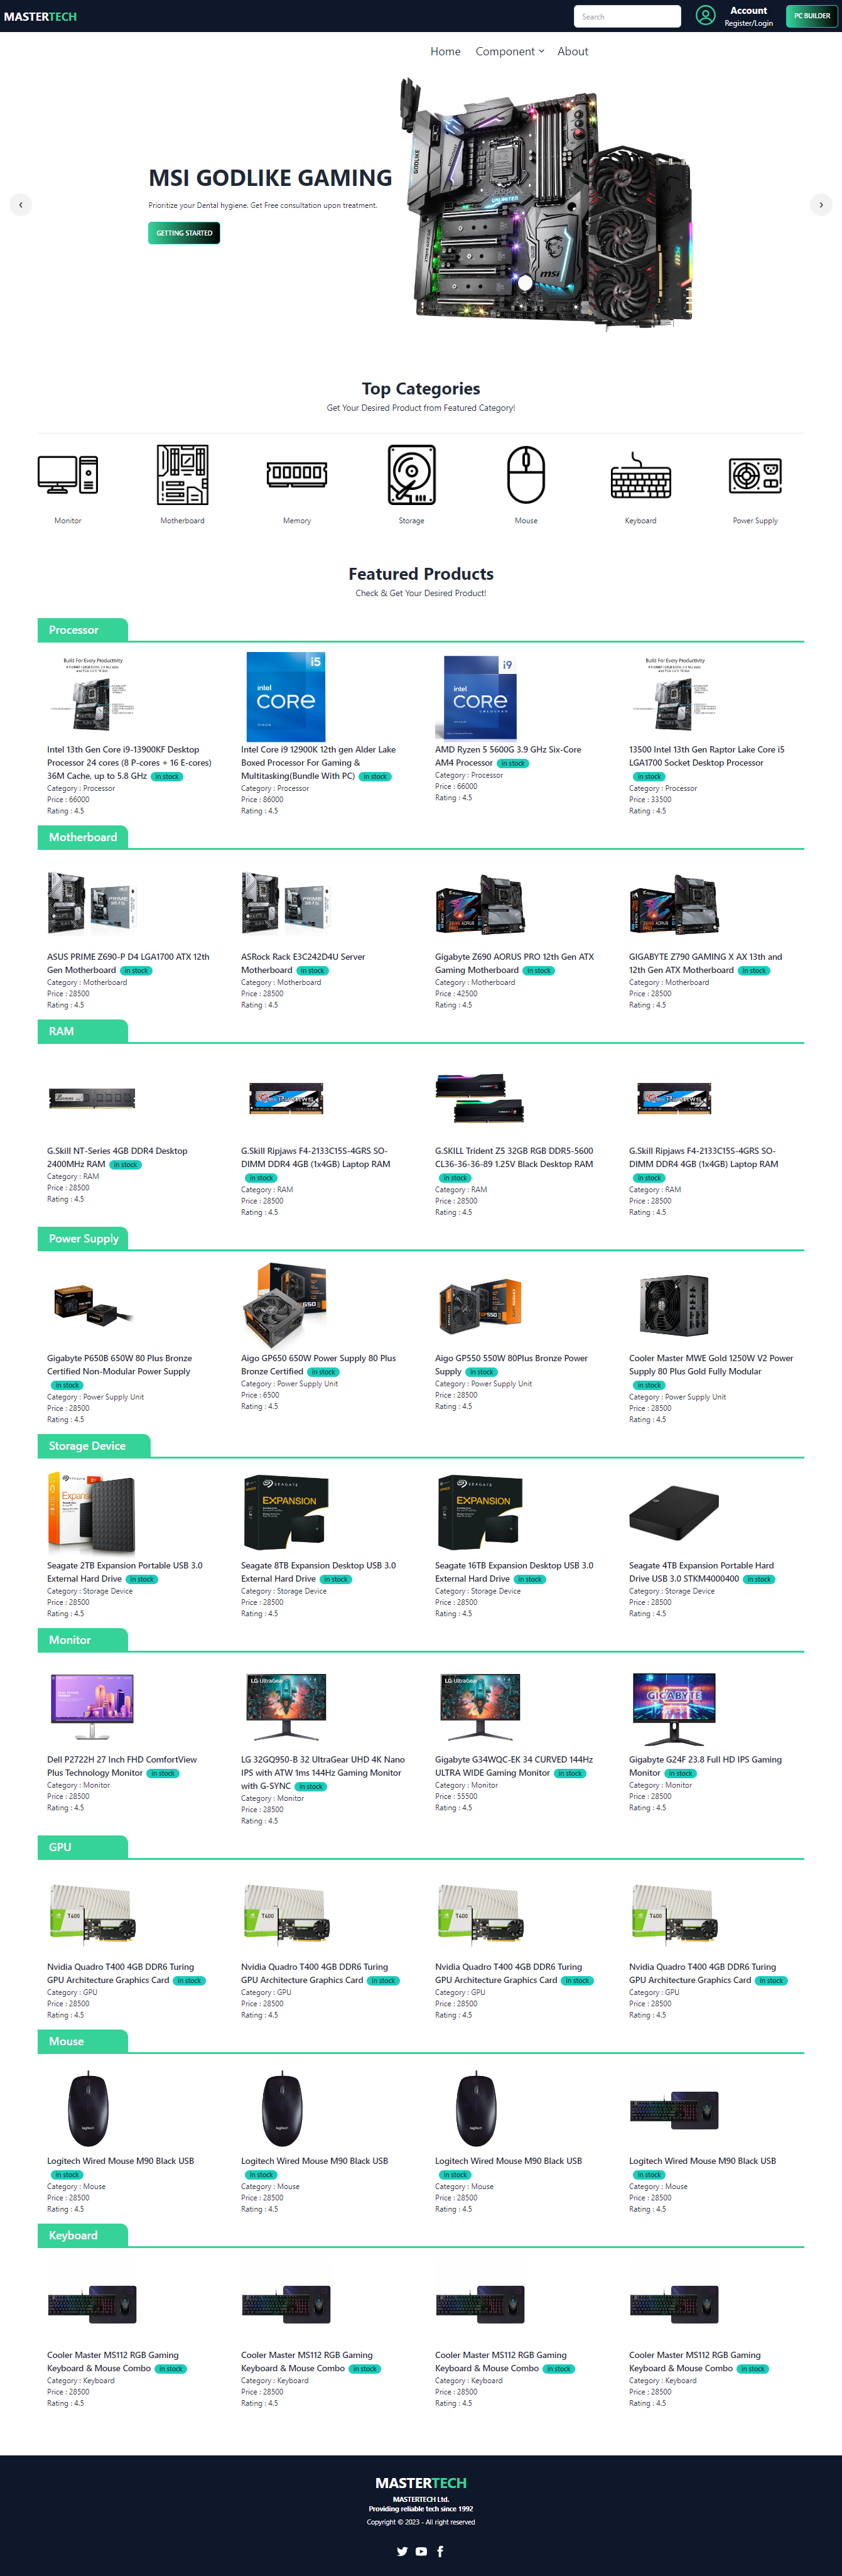 MASTERTECH
Search
Account
Register/Login
PC BUILDER
Home Component About
MSI GODLIKE GAMING
Prioritize your Dental hygiene. Get Free consultation upon treatment.
GETTING STARTED
GODLIKE
UNLIMITED
msi
Top Categories
Get Your Desired Product from Featured Category!
Monitor Motherboard Memory Storage Mouse Keyboard Power Supply
Featured Products
Check & Get Your Desired Product!
Processor
Build For Every Productivity
Intel 13th Gen Core i9-13900KF Desktop
Processor 24 cores (8 P-cores + 16 E-cores)
36M Cache, up to 5.8 GHz in stock
Category : Processor
Price : 66000
Rating : 4.5
i5
intel
CORE
Intel Core i9 12900K 12th gen Alder Lake
Boxed Processor For Gaming &
Multitasking(Bundle With PC) in stock
Category : Processor
Price : 86000
Rating : 4.5
i9
intel
CORE
AMD Ryzen 5 5600G 3.9 GHz Six-Core
AM4 Processor in stock
Category : Processor
Price : 66000
Rating : 4.5
Build For Every Productivity
13500 Intel 13th Gen Raptor Lake Core i5
LGA1700 Socket Desktop Processor
in stock
Category : Processor
Price : 33500
Rating : 4.5
Motherboard
ASUS PRIME Z690-P D4 LGA1700 ATX 12th
Gen Motherboard in stock
Category : Motherboard
Price : 28500
Rating : 4.5
ASRock Rack E3C242D4U Server
Motherboard in stock
Category : Motherboard
Price : 28500
Rating : 4.5
Gigabyte Z690 AORUS PRO 12th Gen ATX
Gaming Motherboard in stock
Category : Motherboard
Price : 42500
Rating : 4.5
GIGABYTE Z790 GAMING X AX 13th and
12th Gen ATX Motherboard in stock
Category : Motherboard
Price : 28500
Rating : 4.5
RAM
G.Skill NT-Series 4GB DDR4 Desktop
2400MHz RAM in stock
Category : RAM
Price : 28500
Rating : 4.5
G.Skill Ripjaws F4-2133C15S-4GRS SO-
DIMM DDR4 4GB (1x4GB) Laptop RAM
in stock
Category : RAM
Price : 28500
Rating : 4.5
G.SKILL Trident Z5 32GB RGB DDR5-5600
CL36-36-36-89 1.25V Black Desktop RAM
in stock
Category : RAM
Price : 28500
Rating : 4.5
G.Skill Ripjaws F4-2133C15S-4GRS SO-
DIMM DDR4 4GB (1x4GB) Laptop RAM
in stock
Category : RAM
Price : 28500
Rating : 4.5
Power Supply
Gigabyte P650B 650W 80 Plus Bronze
Certified Non-Modular Power Supply
in stock
Category : Power Supply Unit
Price : 28500
Rating : 4.5
Aigo GP650 650W Power Supply 80 Plus
Bronze Certified in stock
Category : Power Supply Unit
Price : 6500
Rating : 4.5
Aigo GP550 550W 80Plus Bronze Power
Supply in stock
Category : Power Supply Unit
Price : 28500
Rating : 4.5
Cooler Master MWE Gold 1250W V2 Power
Supply 80 Plus Gold Fully Modular
in stock
Category : Power Supply Unit
Price : 28500
Rating : 4.5
Storage Device
Seagate 2TB Expansion Portable USB 3.0
External Hard Drive in stock
Category : Storage Device
Price : 28500
Rating : 4.5
SEAGATE
EXPANSION
Seagate 8TB Expansion Desktop USB 3.0
External Hard Drive in stock
Category : Storage Device
Price : 28500
Rating : 4.5
SEAGATE
EXPANSION
Seagate 16TB Expansion Desktop USB 3.0
External Hard Drive in stock
Category : Storage Device
Price : 28500
Rating : 4.5
Seagate 4TB Expansion Portable Hard
Drive USB 3.0 STKM4000400 in stock
Category : Storage Device
Price : 28500
Rating : 4.5
Monitor
Dell P2722H 27 Inch FHD ComfortView
Plus Technology Monitor in stock
Category : Monitor
Price : 28500
Rating : 4.5
LG UltraGear
LG 32GQ950-B 32 UltraGear UHD 4K Nano
IPS with ATW 1ms 144Hz Gaming Monitor
with G-SYNC in stock
Category : Monitor
Price : 28500
Rating : 4.5
LG UltraGear
Gigabyte G34WQC-EK 34 CURVED 144Hz
ULTRA WIDE Gaming Monitor in stock
Category : Monitor
Price : 55500
Rating : 4.5
GIGABYTE
Gigabyte G24F 23.8 Full HD IPS Gaming
Monitor in stock
Category : Monitor
Price : 28500
Rating : 4.5
GPU
T400
Nvidia Quadro T400 4GB DDR6 Turing
GPU Architecture Graphics Card in stock
Category : GPU
Price : 28500
Rating : 4.5
T400
Nvidia Quadro T400 4GB DDR6 Turing
GPU Architecture Graphics Card in stock
Category : GPU
Price : 28500
Rating : 4.5
T400
Nvidia Quadro T400 4GB DDR6 Turing
GPU Architecture Graphics Card in stock
Category : GPU
Price : 28500
Rating : 4.5
T400
Nvidia Quadro T400 4GB DDR6 Turing
GPU Architecture Graphics Card in stock
Category : GPU
Price : 28500
Rating : 4.5
Mouse
logitech
Logitech Wired Mouse M90 Black USB
in stock
Category : Mouse
Price : 28500
Rating : 4.5
logitech
Logitech Wired Mouse M90 Black USB
in stock
Category : Mouse
Price : 28500
Rating : 4.5
logitech
Logitech Wired Mouse M90 Black USB
in stock
Category : Mouse
Price : 28500
Rating : 4.5
Logitech Wired Mouse M90 Black USB
in stock
Category : Mouse
Price : 28500
Rating : 4.5
Keyboard
Cooler Master MS112 RGB Gaming
Keyboard & Mouse Combo in stock
Category : Keyboard
Price : 28500
Rating : 4.5
Cooler Master MS112 RGB Gaming
Keyboard & Mouse Combo in stock
Category : Keyboard
Price : 28500
Rating : 4.5
Cooler Master MS112 RGB Gaming
Keyboard & Mouse Combo in stock
Category : Keyboard
Price : 28500
Rating : 4.5
Cooler Master MS112 RGB Gaming
Keyboard & Mouse Combo in stock
Category : Keyboard
Price : 28500
Rating : 4.5
MASTERTECH
MASTERTECH Ltd.
Providing reliable tech since 1992
Copyright © 2023 - All right reserved